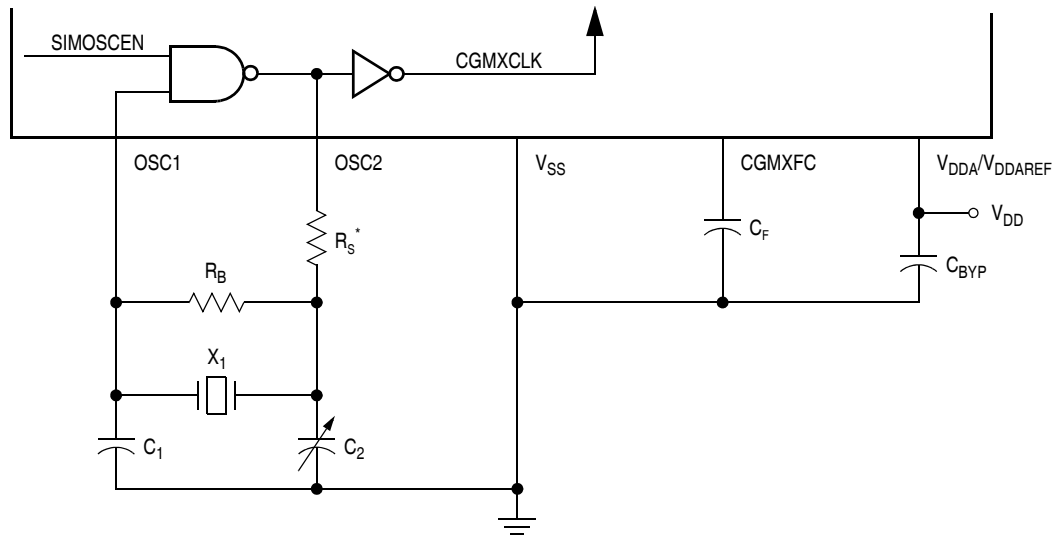 SIMOSCEN
CGMXCLK
OSC1
OSC2
VSS
CGMXFC
VDDA/VDDAREF
RS*
CF
VDD
CBYP
RB
X1
C1
C2